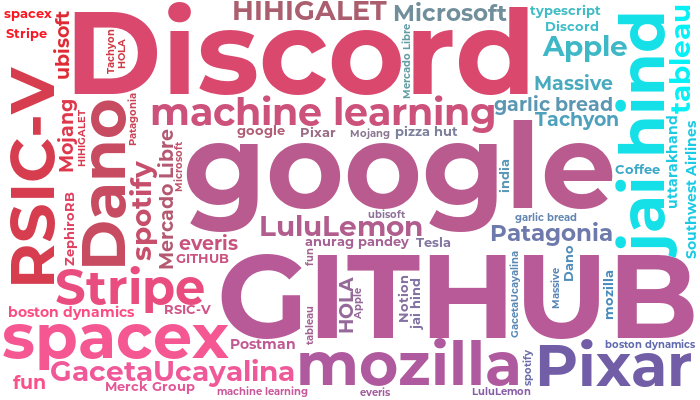 spacex
Stripe
ubisoft
Discord
Tachyon
HOLA
HIHIGALET
Microsoft
Mercado Libre
typescript
Discord
Apple
jai hind
tableau
RSIC-V
Mojang
HIHIGALET
Dano
Patagonia
machine learning
Massive
garlic bread
Tachyon
google
Pixar
Mojang
pizza hut
spotify
Mercado Libre
Microsoft
google
india
Coffee
uttarakhand
Southwest Airlines
ZephiroRB
ubisoft
LuluLemon
garlic bread
Patagonia
everis
GITHUB
anurag pandey
Tesla
fun
GITHUB
Stripe
HOLA
Apple
Notion
jai hind
GacetaUcayalina
Massive
Dano
mozilla
boston dynamics
RSIC-V
tableau
spacex
Postman
mozilla
boston dynamics
Pixar
fun
GacetaUcayalina
Merck Group
machine learning
everis
spotify
LuluLemon